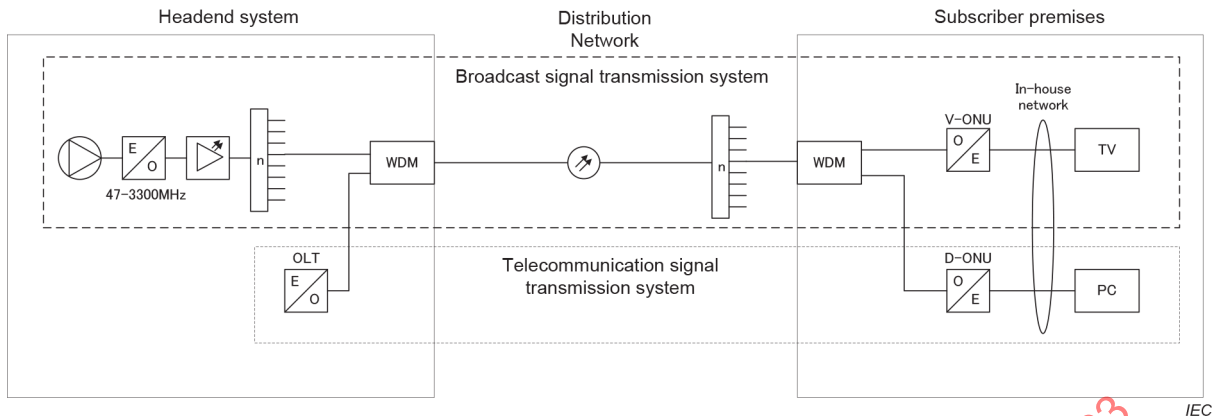 Headend system
Distribution
Network
Subscriber premises
Broadcast signal transmission system
In-house
network
V-ONU
E
O
47-3300MHz
n
WDM
n
WDM
O
E
TV
OLT
E
O
Telecommunication signal
transmission system
D-ONU
O
E
PC
IEC